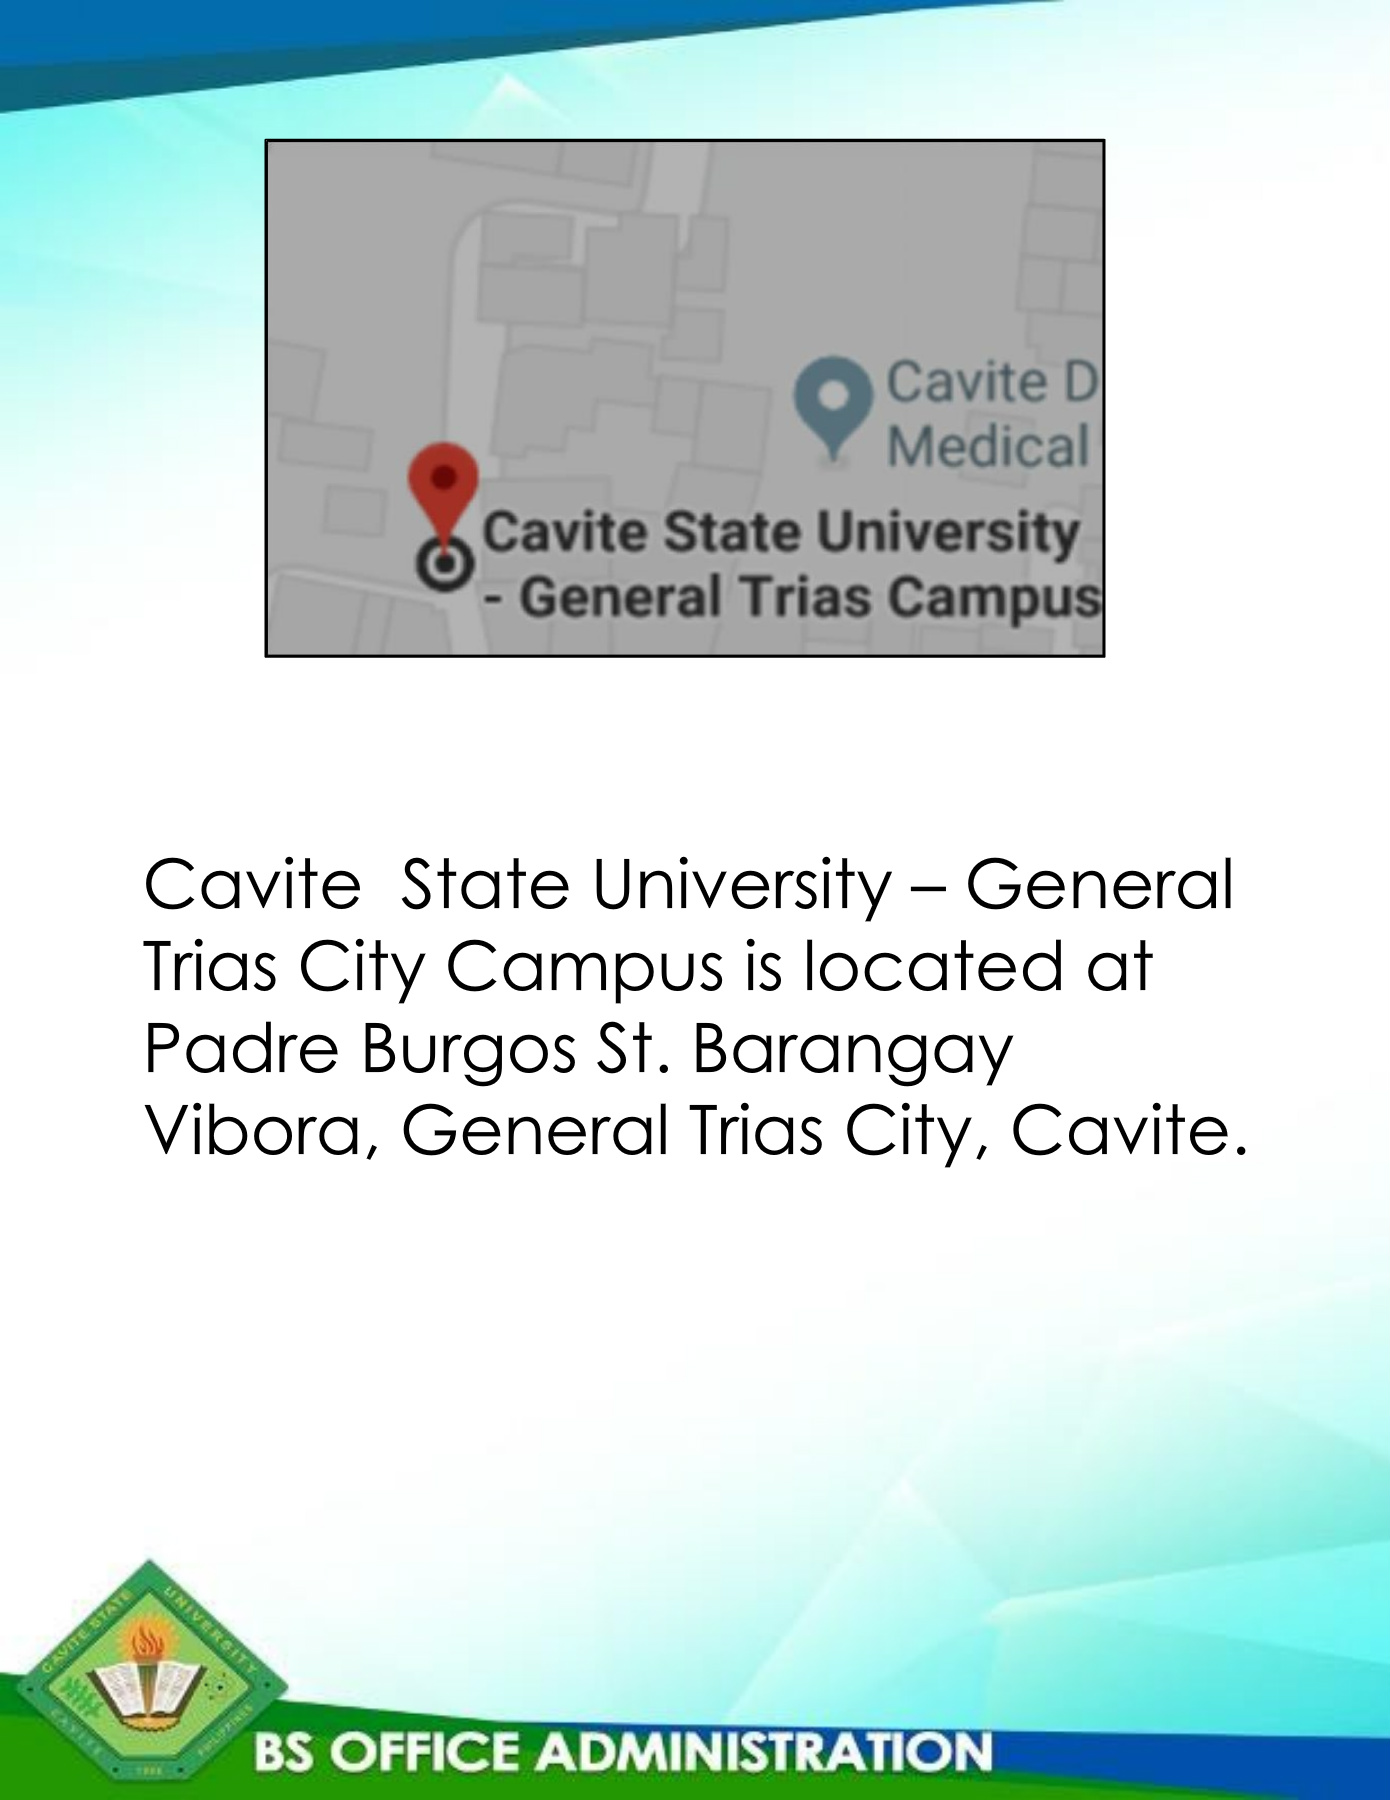 Cavite D
Medical
Cavite State University
- General Trias Campus
Cavite  State University – General
Trias City Campus is located at
Padre Burgos St. Barangay
Vibora, General Trias City, Cavite.
CAVITE STATE UNIVERSITY
CAVITE PHILIPPINES
BS OFFICE ADMINISTRATION